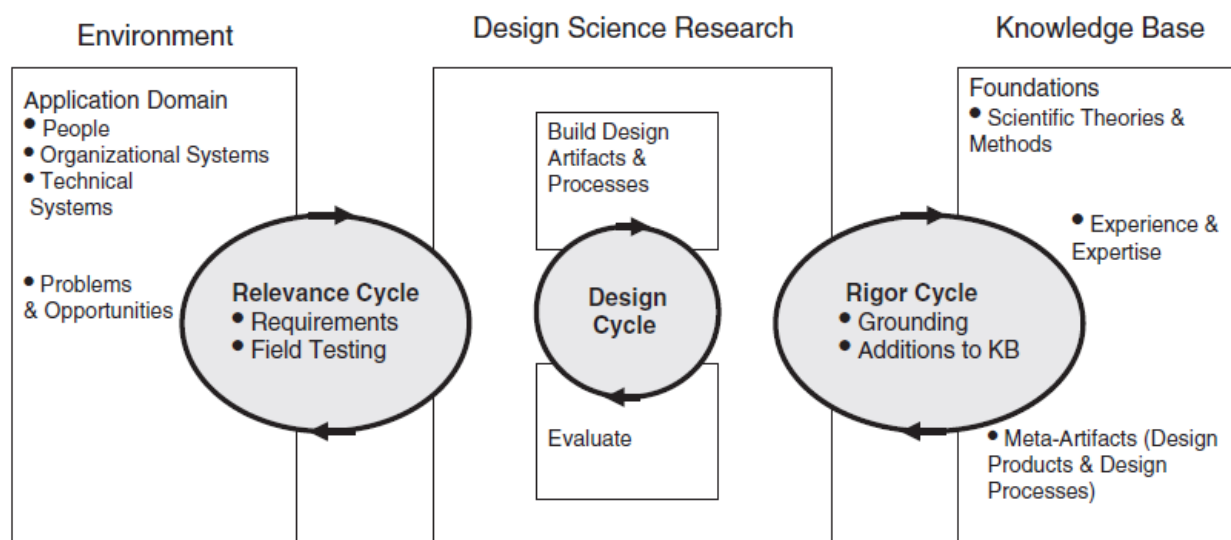 Environment
Design Science Research
Knowledge Base
Application Domain
• People
• Organizational Systems
• Technical
Systems
• Problems
& Opportunities
Relevance Cycle
• Requirements
• Field Testing
Build Design
Artifacts &
Processes
Design
Cycle
Evaluate
Rigor Cycle
• Grounding
• Additions to KB
Foundations
• Scientific Theories &
Methods
• Experience &
Expertise
• Meta-Artifacts (Design
Products & Design
Processes)